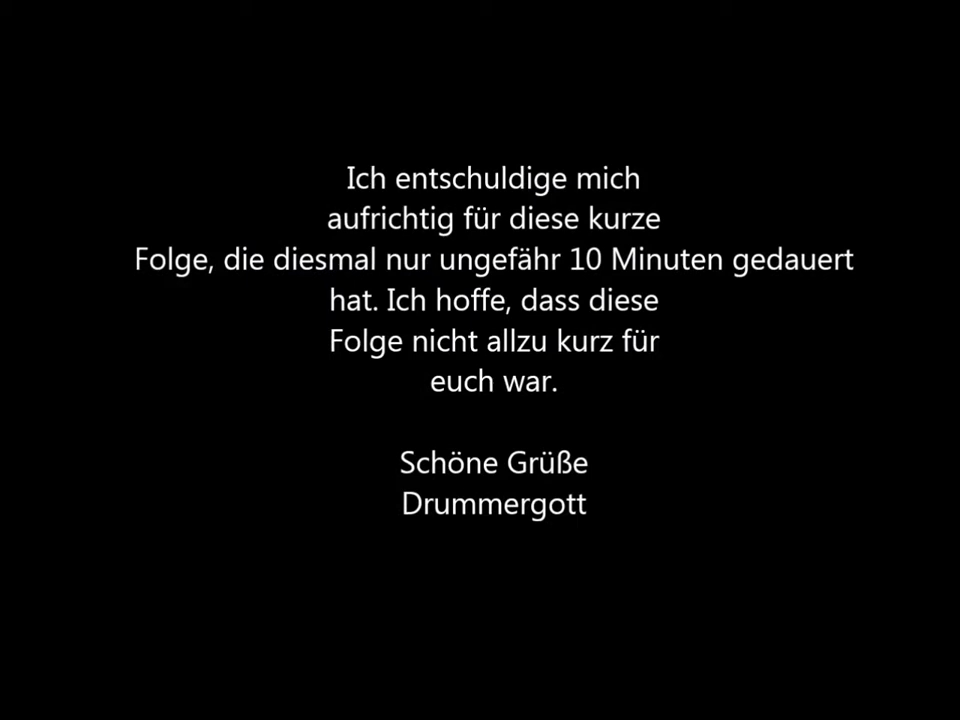 Ich entschuldige mich
aufrichtig für diese kurze
Folge, die diesmal nur ungefähr 10 Minuten gedauert
hat. Ich hoffe, dass diese
Folge nicht allzu kurz für
euch war.
Schöne Grüße
Drummergott